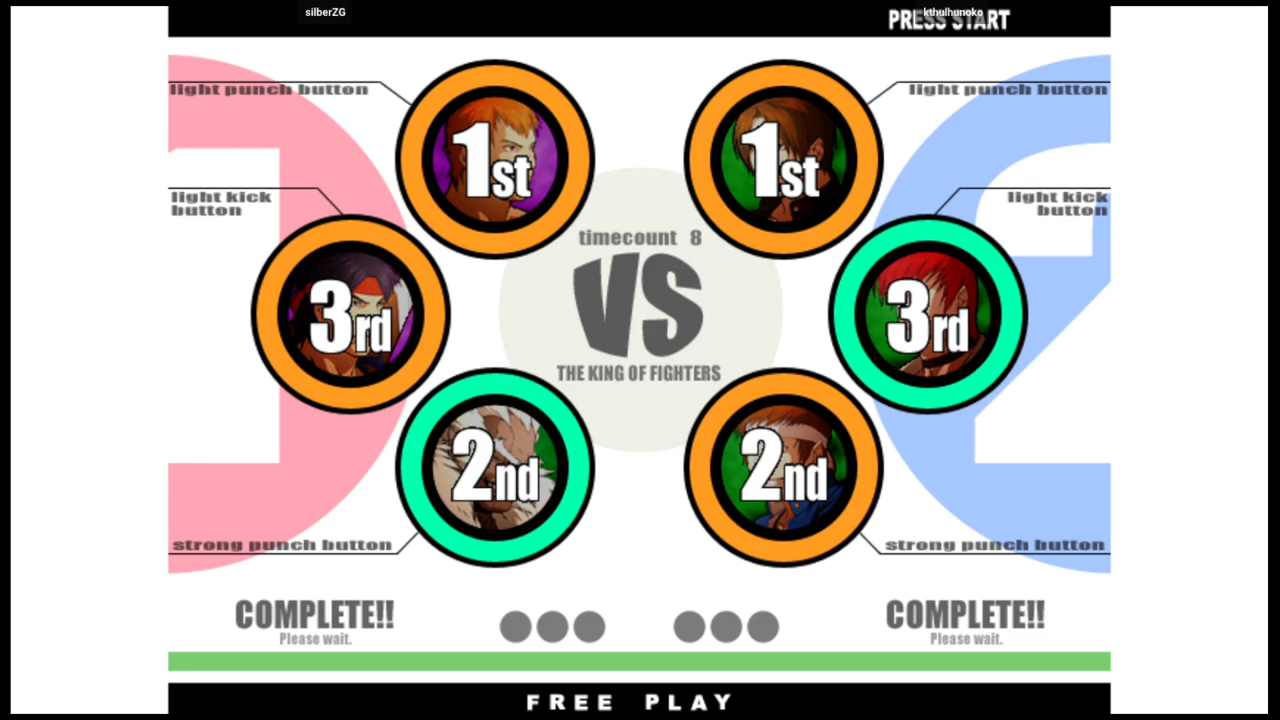 silberZG
kthulhunoko
PRESS START
light punch button
light punch button
1st
1st
light kick
button
light kick
button
timecount 8
VS
THE KING OF FIGHTERS
3rd
3rd
2nd
2nd
strong punch button
strong punch button
COMPLETE!!
Please wait.
COMPLETE!!
Please wait.
FREE PLAY